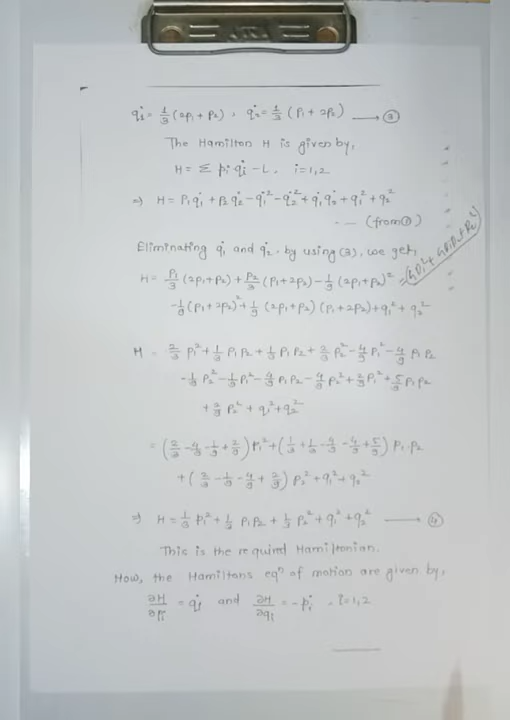 q̇₁ = 1/3 (2p₁ + p₂) , q̇₂ = 1/3 (p₁ + 2p₂) ⟶ ③
The Hamilton H is given by,
H = Σ pᵢ q̇ᵢ - L , i=1,2
⇒ H = p₁q̇₁ + p₂q̇₂ - q̇₁² - q̇₂² + q̇₁q̇₂ + q₁² + q₂²
-- (from ①)
Eliminating q̇₁ and q̇₂ by using (3), we get,
H = p₁/3 (2p₁+p₂) + p₂/3 (p₁+2p₂) - 1/9 (2p₁+p₂)²
- 1/9 (p₁+2p₂)² + 1/9 (2p₁+p₂) (p₁+2p₂) + q₁² + q₂²
H = 2/3 p₁² + 1/3 p₁p₂ + 1/3 p₁p₂ + 2/3 p₂² - 4/9 p₁² - 4/9 p₁p₂
- 1/9 p₂² - 1/9 p₁² - 4/9 p₁p₂ - 4/9 p₂² + 2/9 p₁² + 5/9 p₁p₂
+ 2/9 p₂² + q₁² + q₂²
= (2/3 - 4/9 - 1/9 + 2/9) p₁² + (1/3 + 1/3 - 4/9 - 4/9 + 5/9) p₁p₂
+ (2/3 - 1/9 - 4/9 + 2/9) p₂² + q₁² + q₂²
⇒ H = 1/3 p₁² + 1/3 p₁p₂ + 1/3 p₂² + q₁² + q₂² ⟶ ④
This is the required Hamiltonian.
Now, the Hamiltons eqⁿ of motion are given by,
∂H/∂pᵢ = q̇ᵢ and ∂H/∂qᵢ = -ṗᵢ , i=1,2